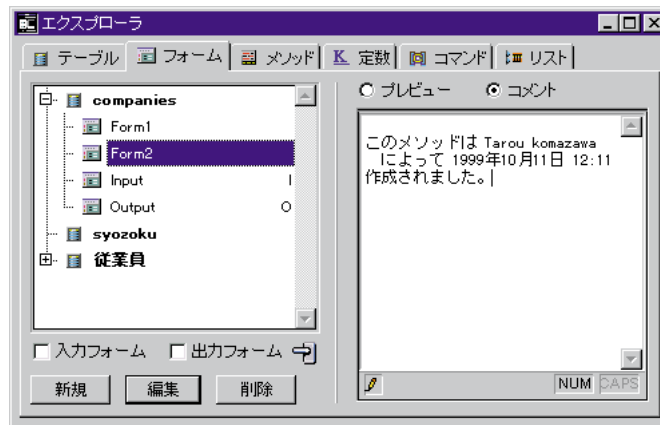 エクスプローラ
テーブル フォーム メソッド K 定数 コマンド リスト
companies
Form1
Form2
Input I
Output O
syozoku
従業員
入力フォーム 出力フォーム
新規 編集 削除
プレビュー コメント
このメソッドは Tarou komazawa
によって 1999年10月11日 12:11
作成されました。
NUM CAPS